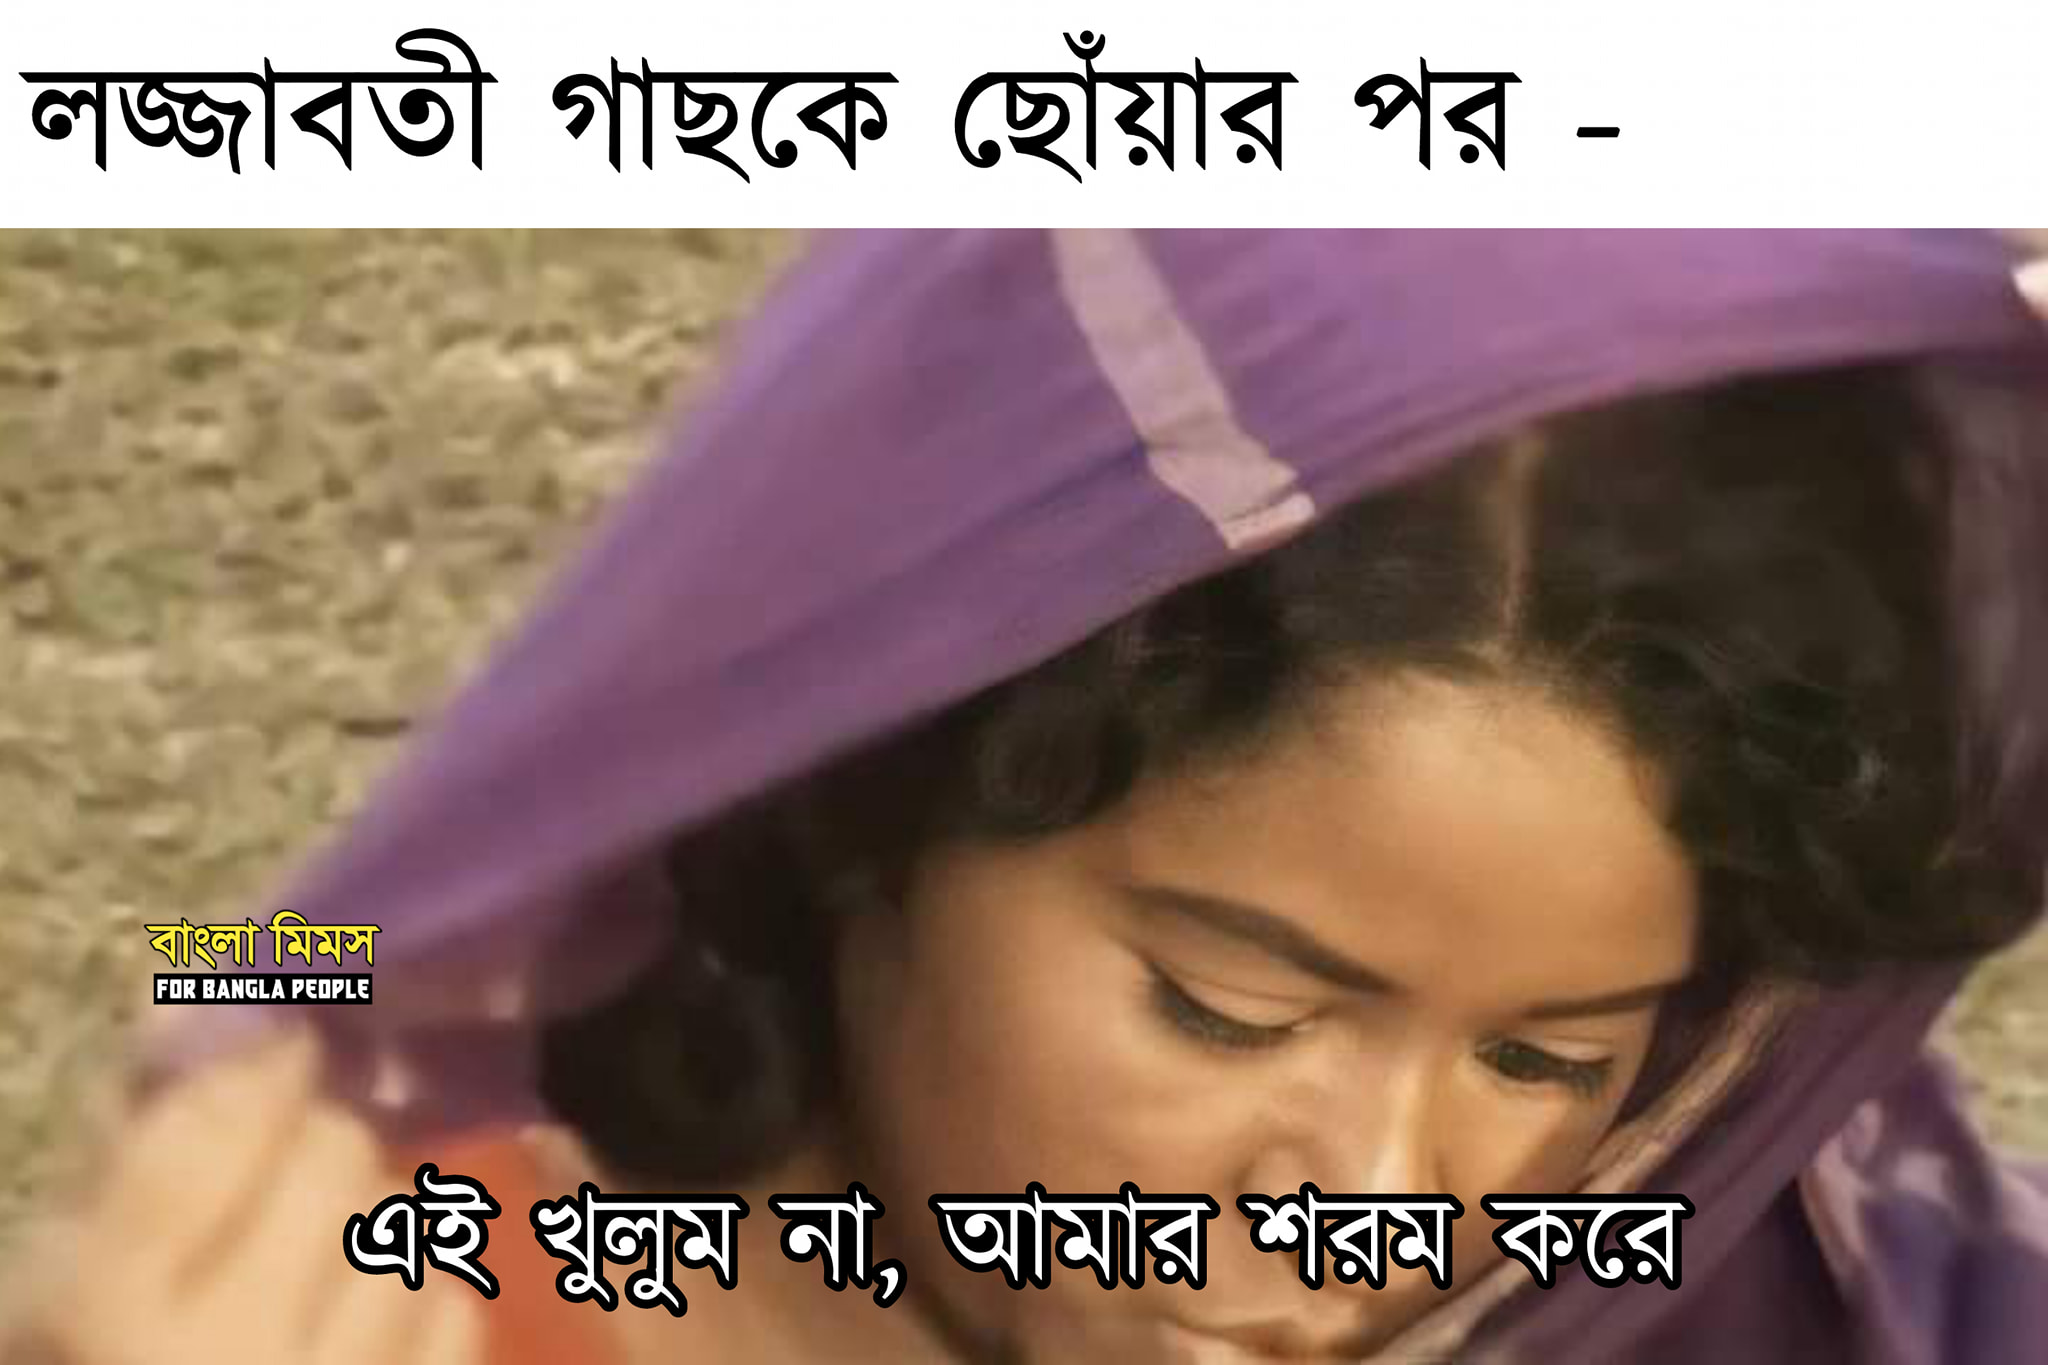 লজ্জাবতী গাছকে ছোঁয়ার পর -
বাংলা মিমস
FOR BANGLA PEOPLE
এই খুলুম না, আমার শরম করে